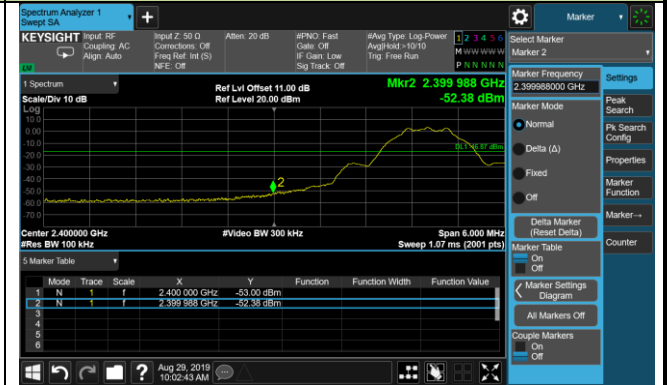 Spectrum Analyzer 1
Swept SA
Marker
KEYSIGHT
Input: RF
Coupling: AC
Align: Auto
Input Z: 50 Ω
Corrections: Off
Freq Ref: Int (S)
NFE: Off
Atten: 20 dB
#PNO: Fast
Gate: Off
IF Gain: Low
Sig Track: Off
#Avg Type: Log-Power
Avg|Hold:>10/10
Trig: Free Run
1 2 3 4 5 6
M W W W W W
P N N N N N
Select Marker
Marker 2
1 Spectrum
Scale/Div 10 dB
Log
Ref Lvl Offset 11.00 dB
Ref Level 20.00 dBm
Mkr2 2.399 988 GHz
-52.38 dBm
10.0
0.00
-10.0
-20.0
-30.0
-40.0
-50.0
-60.0
-70.0
2
Center 2.400000 GHz
#Res BW 100 kHz
#Video BW 300 kHz
Span 6.000 MHz
Sweep 1.07 ms (2001 pts)
5 Marker Table
Mode Trace Scale X Y Function Function Width Function Value
1 N 1 f 2.400 000 GHz -53.00 dBm
2 N 1 f 2.399 988 GHz -52.38 dBm
3
4
5
6
Marker Frequency
2.399988000 GHz
Marker Mode
Normal
Delta (Δ)
Fixed
Off
Delta Marker
(Reset Delta)
Marker Table
On
Off
Marker Settings
Diagram
All Markers Off
Couple Markers
On
Off
Settings
Peak
Search
Pk Search
Config
Properties
Marker
Function
Marker→
Counter
Aug 29, 2019
10:02:43 AM